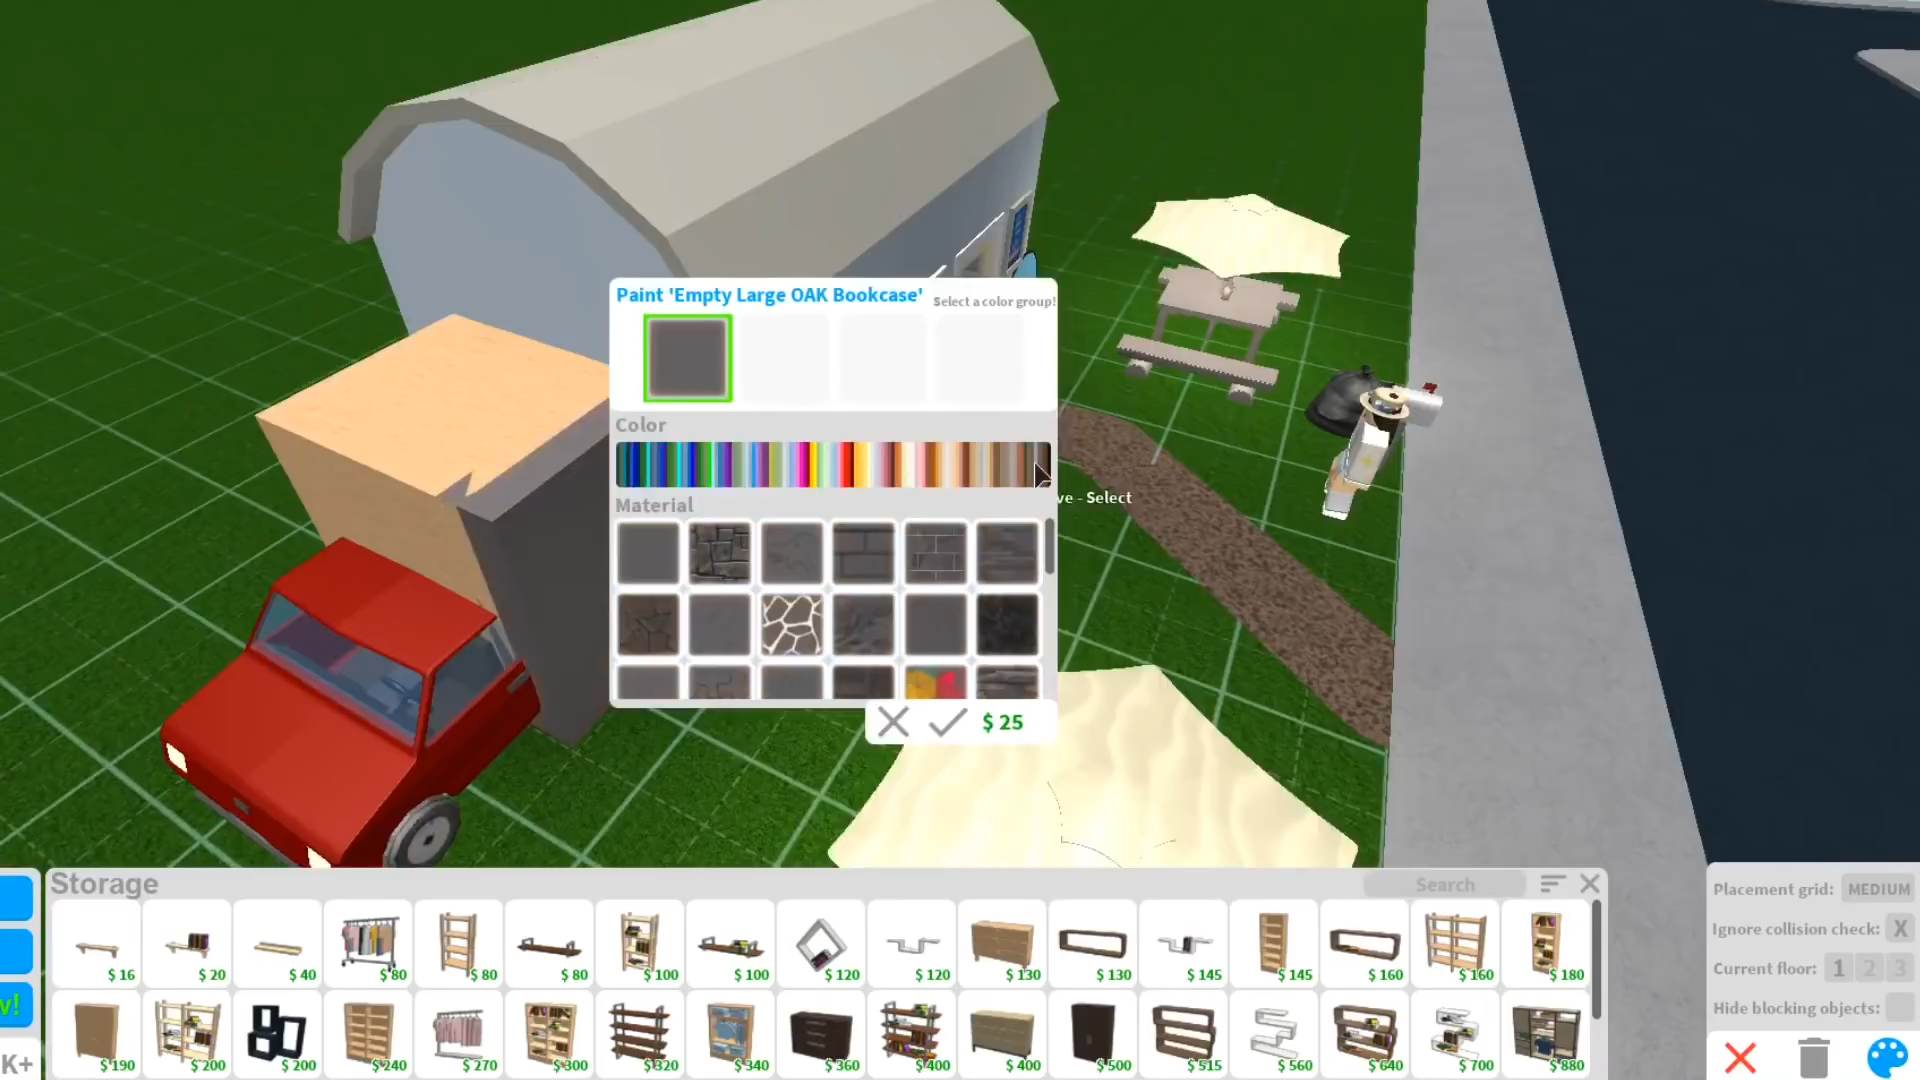 Paint 'Empty Large OAK Bookcase'
Select a color group!
Color
ve - Select
Material
$ 25
Storage
Search
$ 16
$ 20
$ 40
$ 80
$ 80
$ 80
$ 100
$ 100
$ 120
$ 120
$ 130
$ 130
$ 145
$ 145
$ 160
$ 160
$ 180
$ 190
$ 200
$ 200
$ 240
$ 270
$ 300
$ 320
$ 340
$ 360
$ 400
$ 400
$ 500
$ 515
$ 560
$ 640
$ 700
$ 880
Placement grid: MEDIUM
Ignore collision check: X
Current floor: 1 2 3
Hide blocking objects:
v!
K+